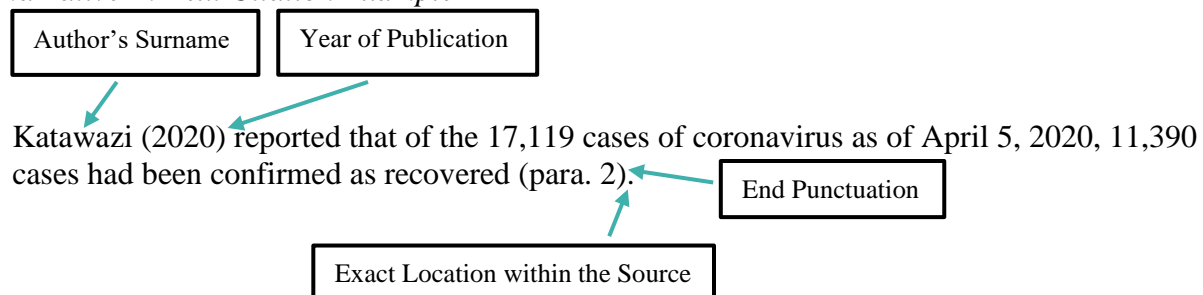 Author's Surname
Year of Publication
Katawazi (2020) reported that of the 17,119 cases of coronavirus as of April 5, 2020, 11,390
cases had been confirmed as recovered (para. 2).
End Punctuation
Exact Location within the Source